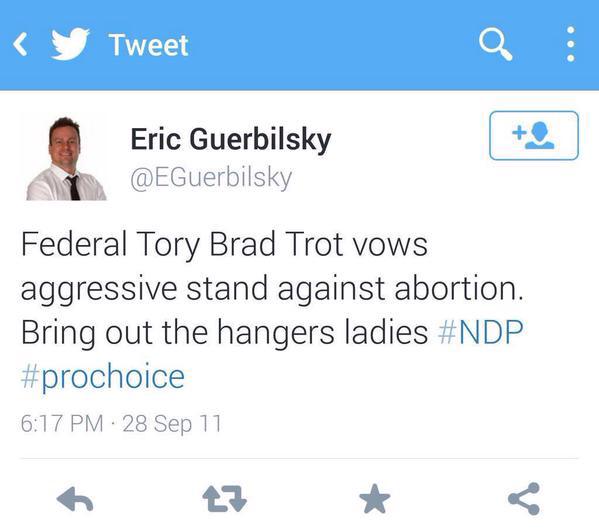 Tweet
Eric Guerbilsky
@EGuerbilsky
Federal Tory Brad Trot vows
aggressive stand against abortion.
Bring out the hangers ladies #NDP
#prochoice
6:17 PM · 28 Sep 11